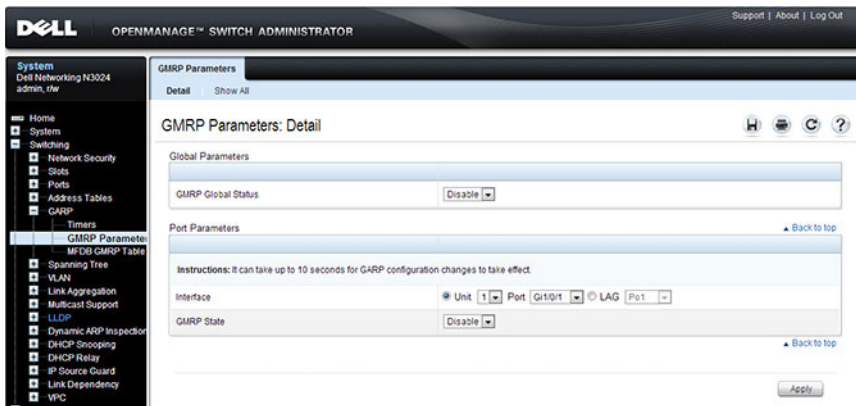 Support | About | Log Out
DELL
OPENMANAGE™ SWITCH ADMINISTRATOR
System
Dell Networking N3024
admin, r/w
Home
System
Switching
Network Security
Slots
Ports
Address Tables
GARP
Timers
GMRP Paramete
MFDB GMRP Table
Spanning Tree
VLAN
Link Aggregation
Multicast Support
LLDP
Dynamic ARP Inspection
DHCP Snooping
DHCP Relay
IP Source Guard
Link Dependency
VPC
GMRP Parameters
Detail Show All
GMRP Parameters: Detail
Global Parameters
GMRP Global Status Disable
Port Parameters
Back to top
Instructions: It can take up to 10 seconds for GARP configuration changes to take effect.
Interface Unit 1 Port Gi1/0/1 LAG Po1
GMRP State Disable
Back to top
Apply